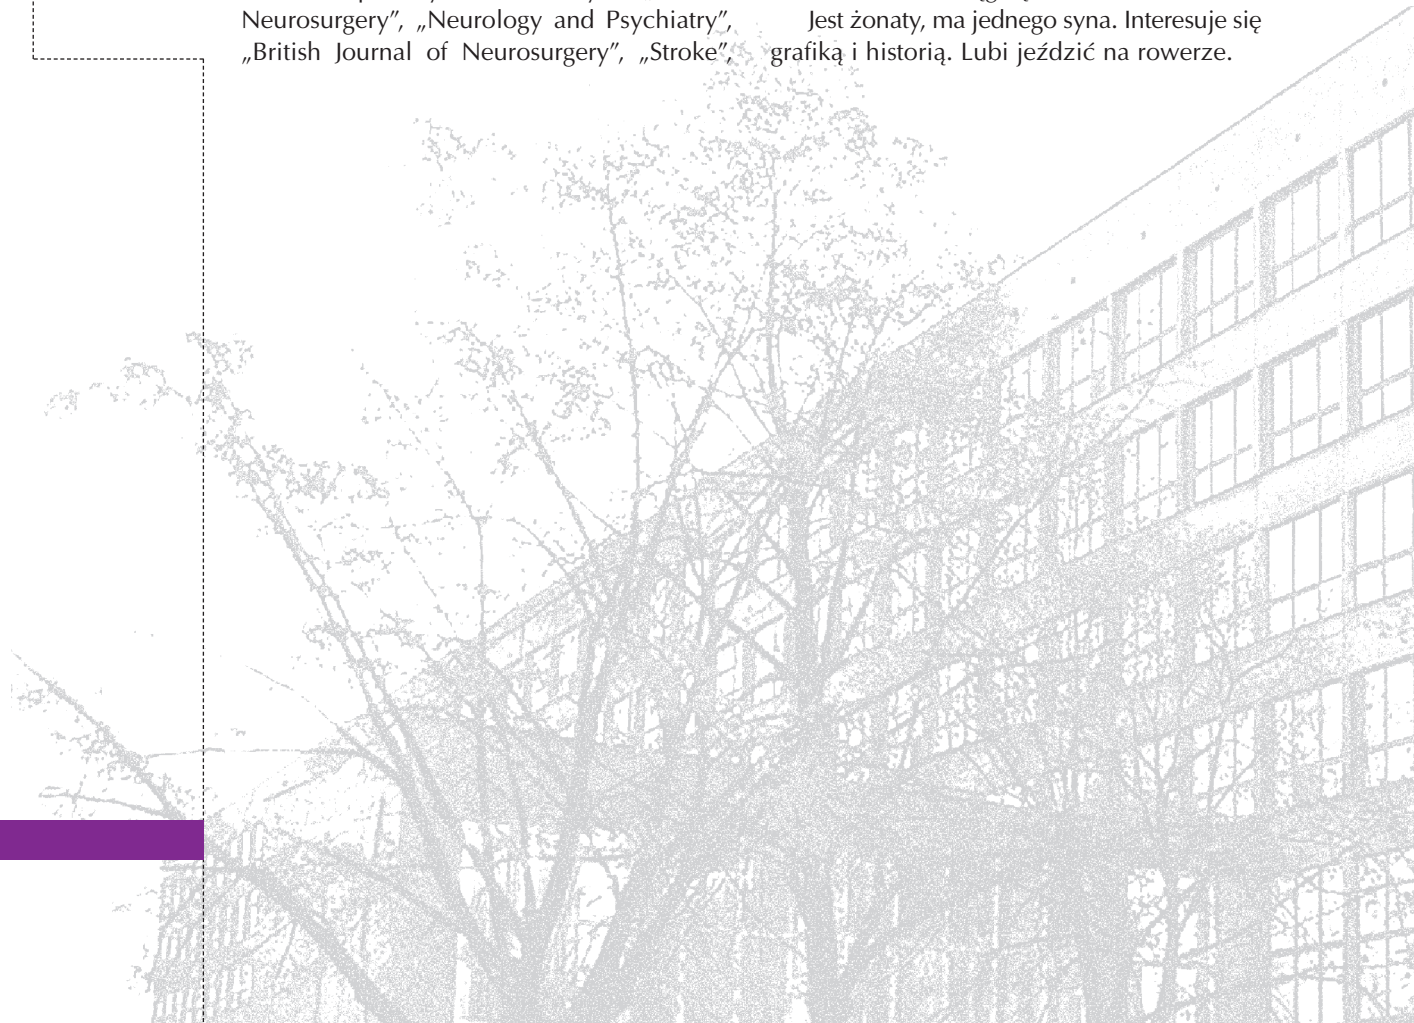 Neurosurgery”, „Neurology and Psychiatry”,
„British Journal of Neurosurgery”, „Stroke”,
Jest żonaty, ma jednego syna. Interesuje się
grafiką i historią. Lubi jeździć na rowerze.